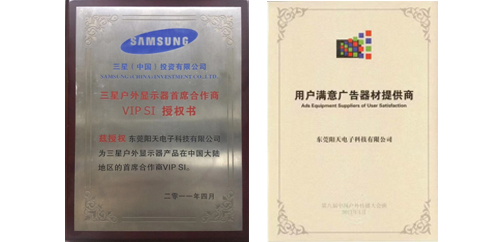 SAMSUNG
三星（中国）投资有限公司
SAMSUNG (CHINA) INVESTMENT CO.,LTD.
三星户外显示器首席合作商
VIP SI 授权书
兹授权 东莞阳天电子科技有限公司
为三星户外显示器产品在中国大陆
地区的首席合作商VIP SI。
二零一一年四月
用户满意广告器材提供商
Ads Equipment Suppliers of User Satisfaction
东莞阳天电子科技有限公司